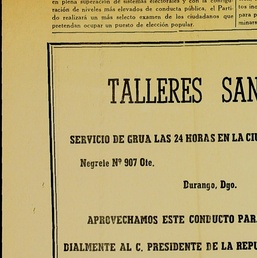 en plena superación de sistemas electorales y con la configu-
ración de niveles más elevados de conducta pública, el Parti-
do realizará un más selecto examen de los ciudadanos que
pretendan ocupar un puesto de elección popular.
para p
minare
TALLERES SAN
SERVICIO DE GRUA LAS 24 HORAS EN LA CIU
Negrete Nº 907 Ote.
Durango, Dgo.
APROVECHAMOS ESTE CONDUCTO PARA
DIALMENTE AL C. PRESIDENTE DE LA REPU